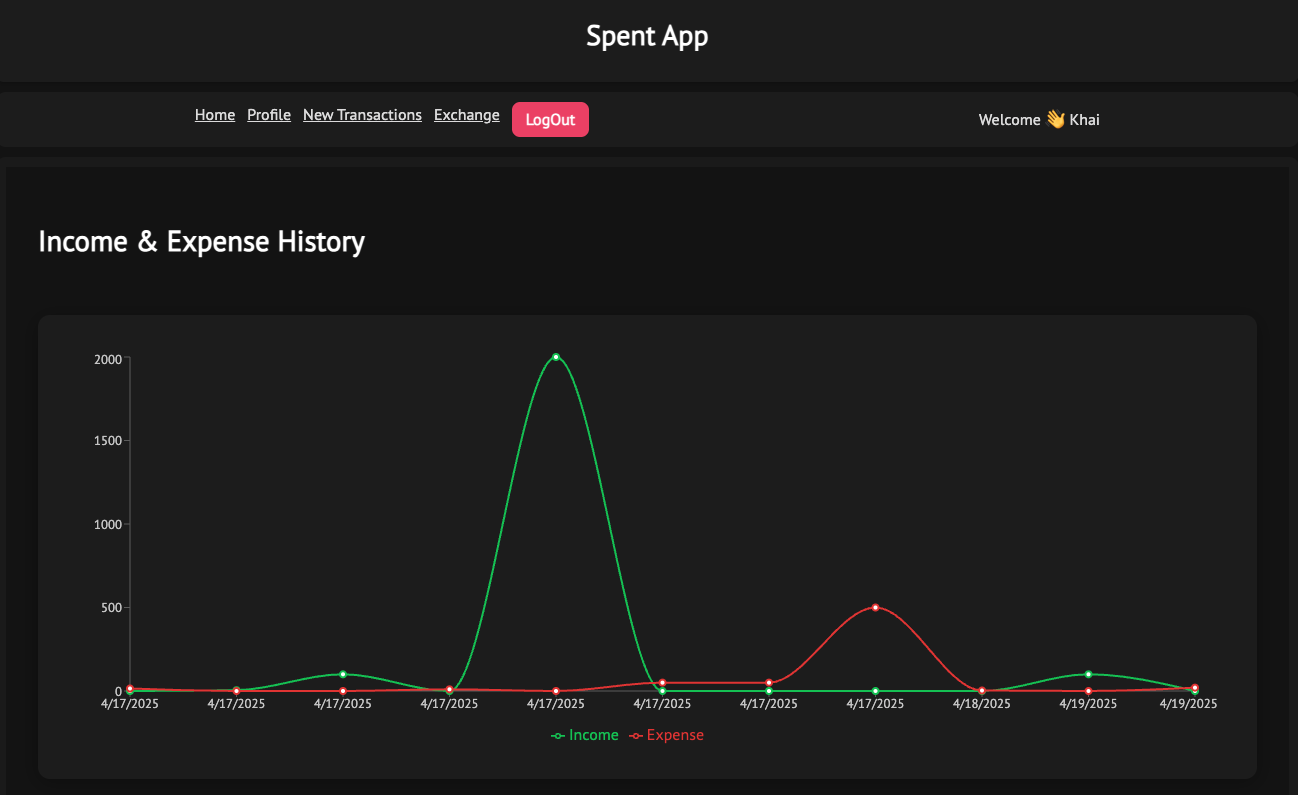 Spent App
Home Profile New Transactions Exchange LogOut Welcome 👋 Khai
Income & Expense History
2000
1500
1000
500
0
4/17/2025 4/17/2025 4/17/2025 4/17/2025 4/17/2025 4/17/2025 4/17/2025 4/17/2025 4/18/2025 4/19/2025 4/19/2025
Income Expense